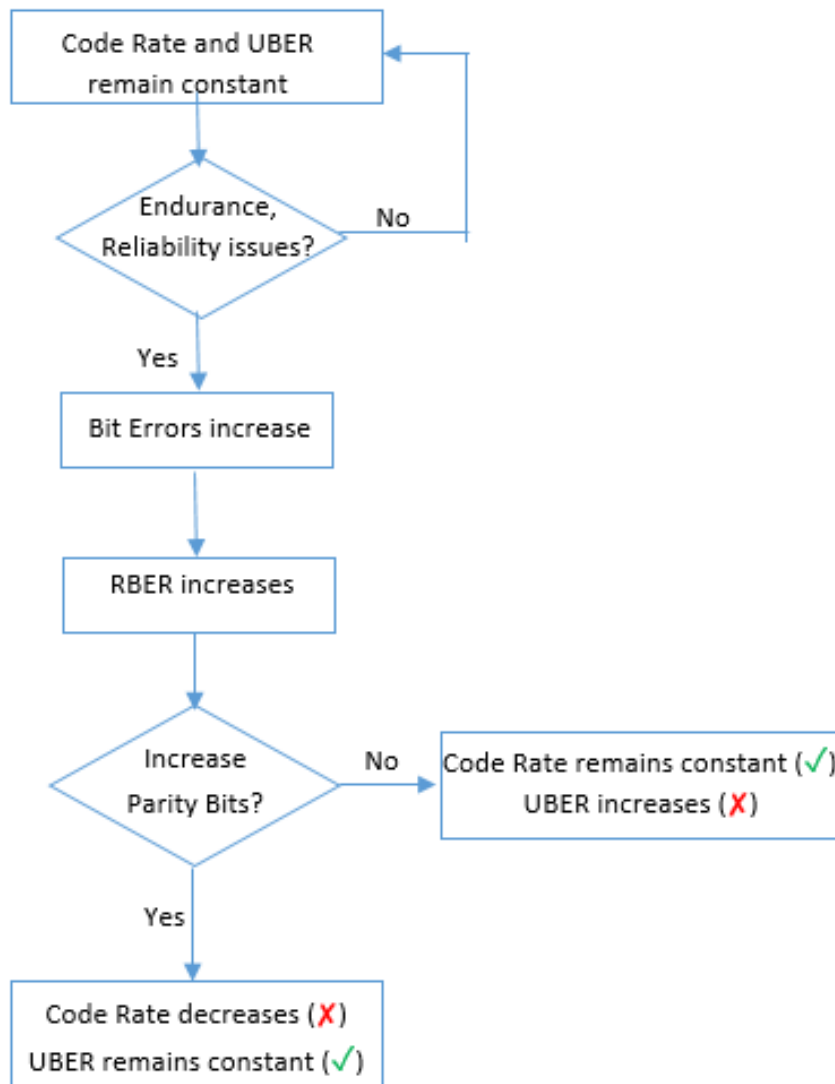 Code Rate and UBER
remain constant
Endurance,
Reliability issues?
No
Yes
Bit Errors increase
RBER increases
Increase
Parity Bits?
No
Code Rate remains constant (✓)
UBER increases (✗)
Yes
Code Rate decreases (✗)
UBER remains constant (✓)